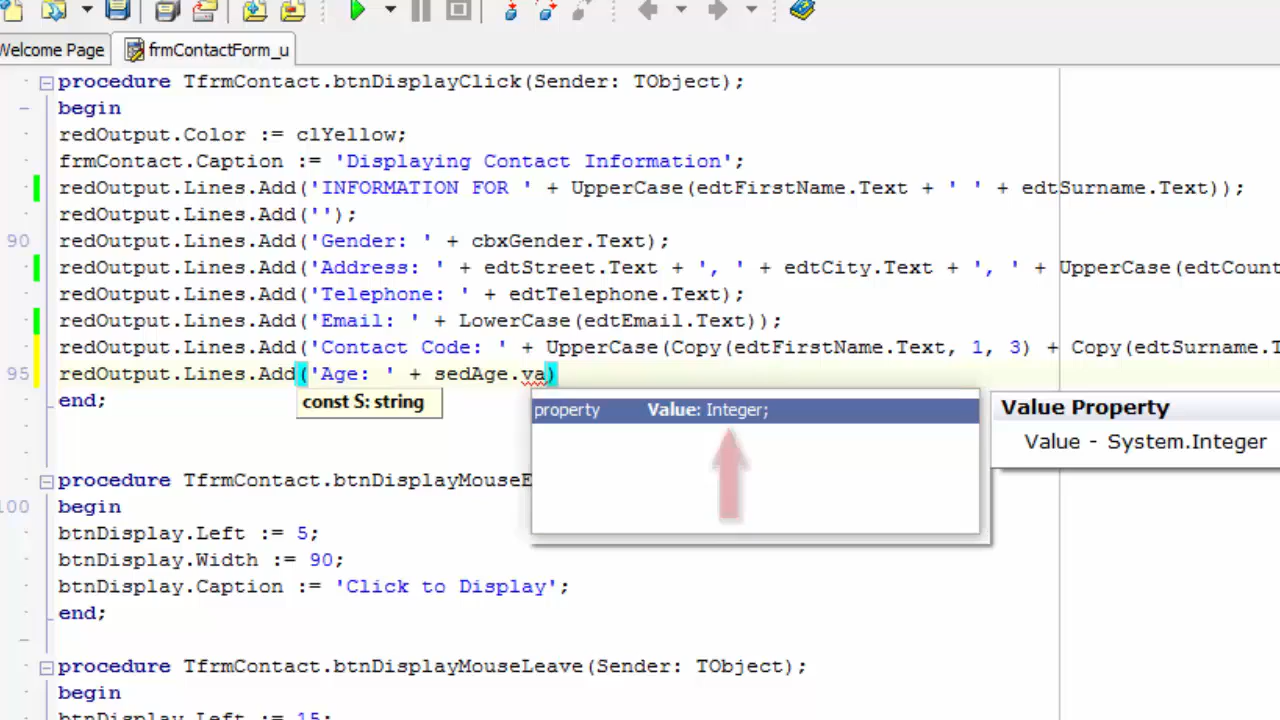 Welcome Page frmContactForm_u
procedure TfrmContact.btnDisplayClick(Sender: TObject);
begin
redOutput.Color := clYellow;
frmContact.Caption := 'Displaying Contact Information';
redOutput.Lines.Add('INFORMATION FOR ' + UpperCase(edtFirstName.Text + ' ' + edtSurname.Text));
redOutput.Lines.Add('');
90 redOutput.Lines.Add('Gender: ' + cbxGender.Text);
redOutput.Lines.Add('Address: ' + edtStreet.Text + ', ' + edtCity.Text + ', ' + UpperCase(edtCount
redOutput.Lines.Add('Telephone: ' + edtTelephone.Text);
redOutput.Lines.Add('Email: ' + LowerCase(edtEmail.Text));
redOutput.Lines.Add('Contact Code: ' + UpperCase(Copy(edtFirstName.Text, 1, 3) + Copy(edtSurname.T
95 redOutput.Lines.Add('Age: ' + sedAge.va)
end;
const S: string
property Value: Integer;
Value Property
Value - System.Integer
procedure TfrmContact.btnDisplayMouseE
100 begin
btnDisplay.Left := 5;
btnDisplay.Width := 90;
btnDisplay.Caption := 'Click to Display';
end;
procedure TfrmContact.btnDisplayMouseLeave(Sender: TObject);
begin
btnDisplay.Left := 15;